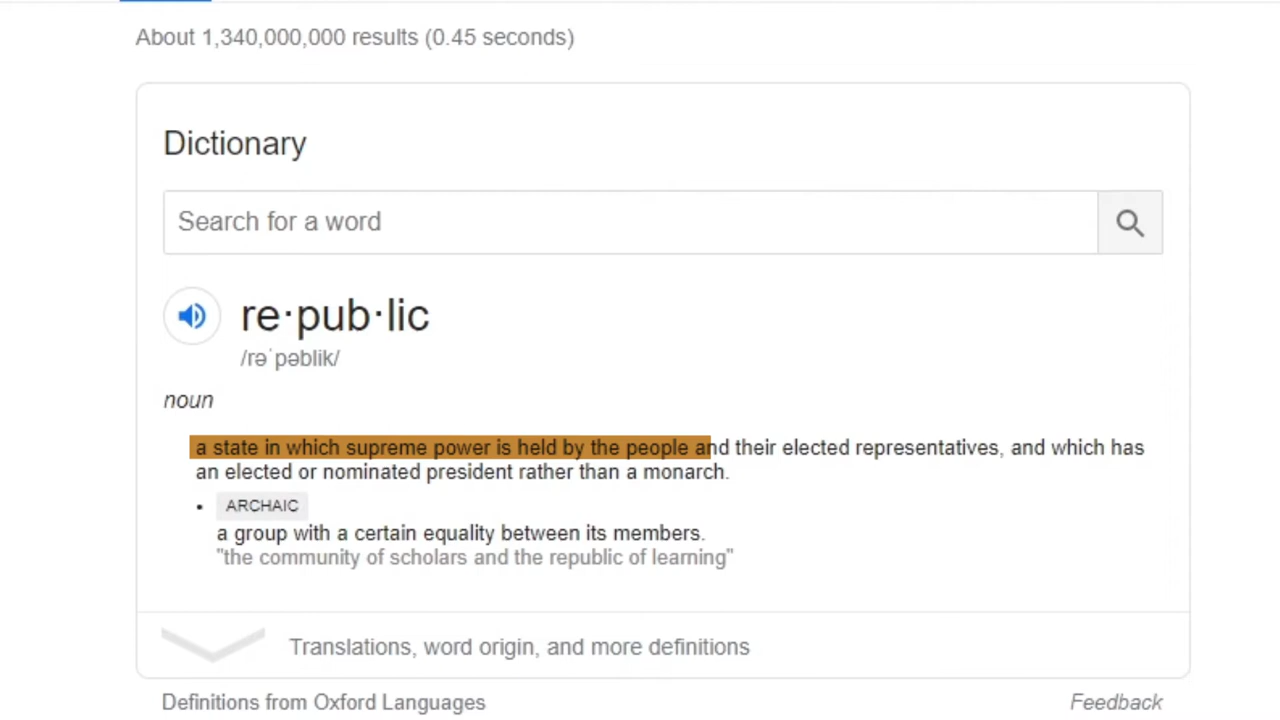 About 1,340,000,000 results (0.45 seconds)
Dictionary
Search for a word
re·pub·lic
/rəˈpəblik/
noun
a state in which supreme power is held by the people and their elected representatives, and which has
an elected or nominated president rather than a monarch.
• ARCHAIC
a group with a certain equality between its members.
"the community of scholars and the republic of learning"
Translations, word origin, and more definitions
Definitions from Oxford Languages
Feedback